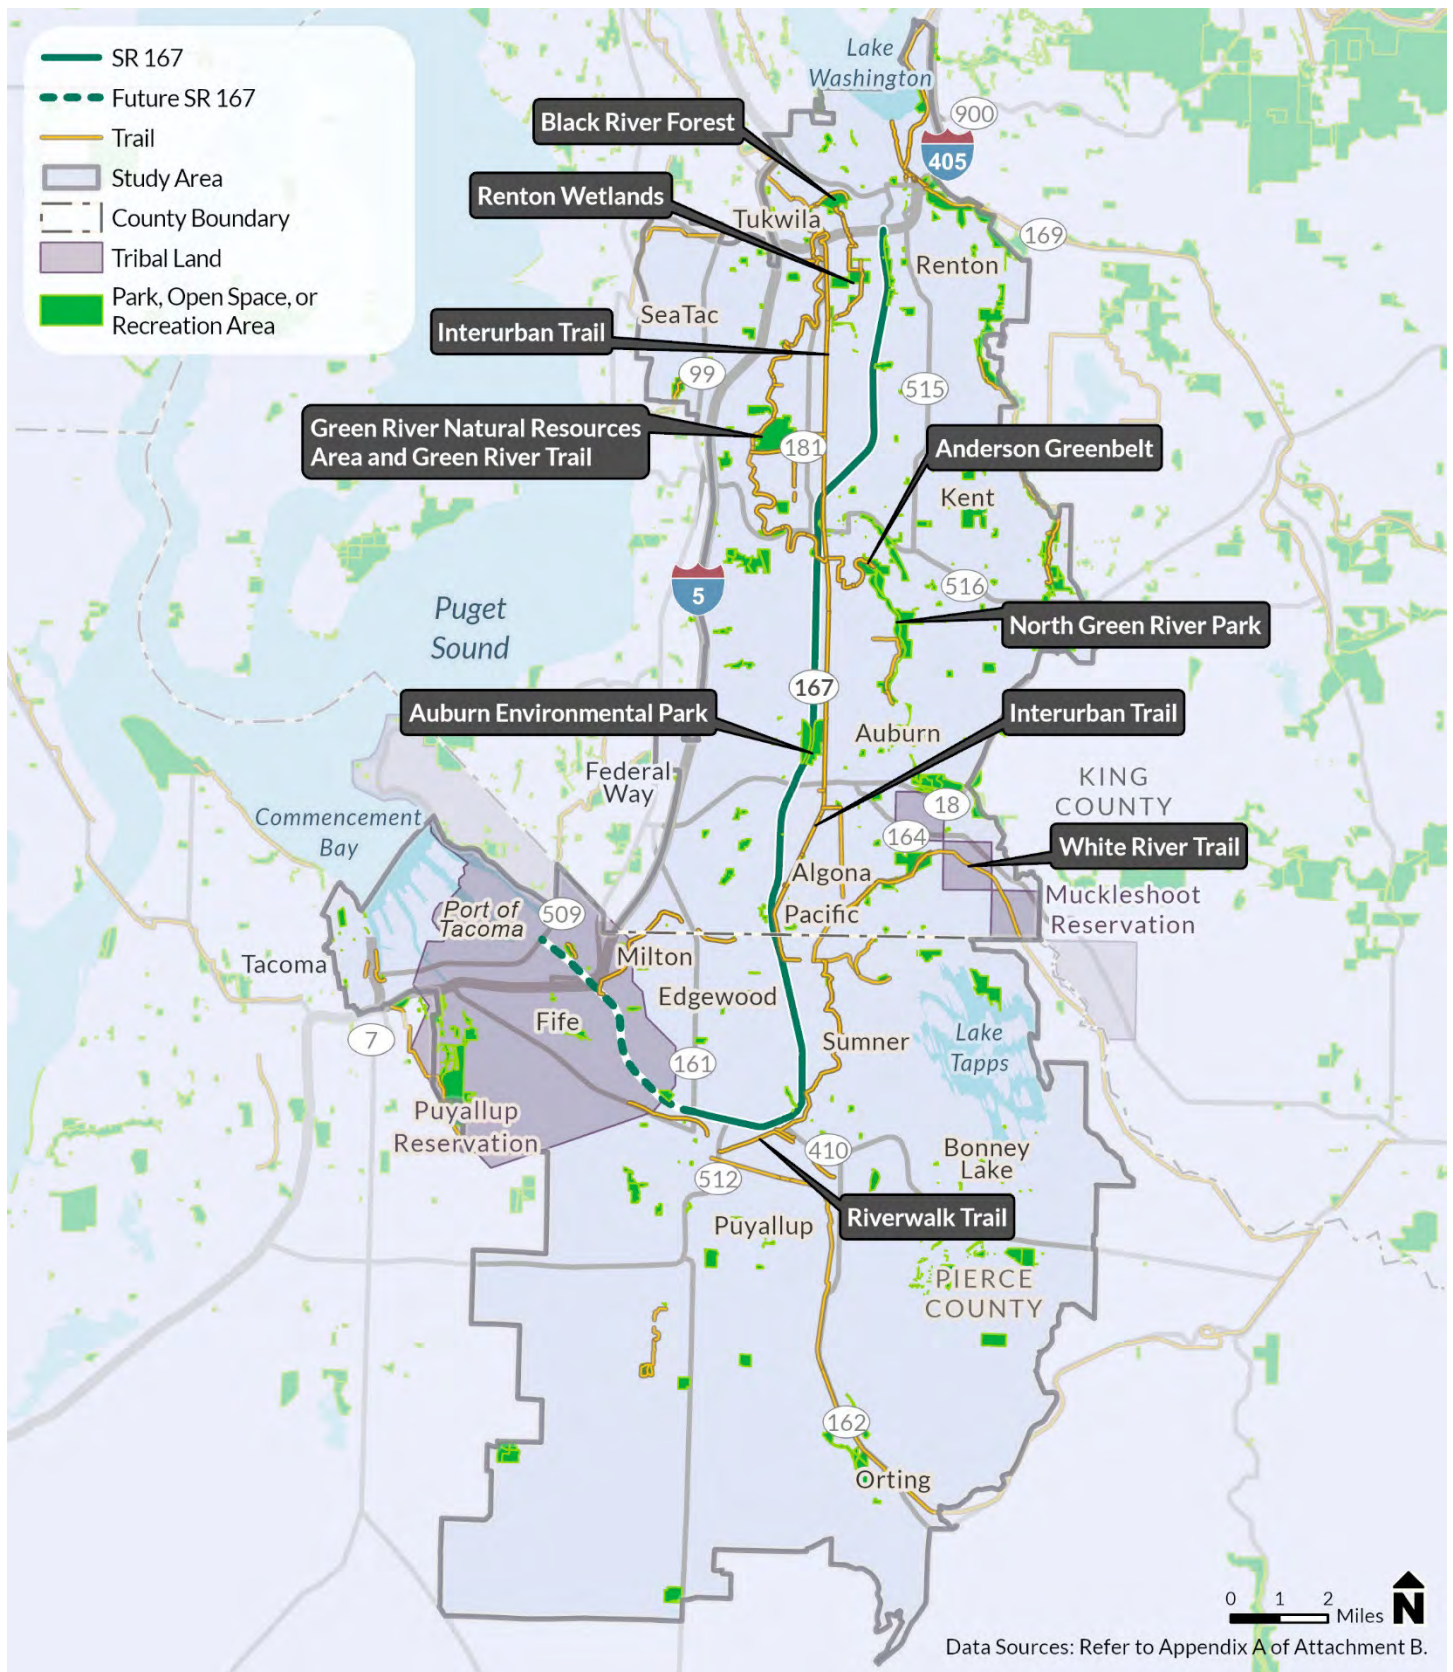 SR 167
Future SR 167
Trail
Study Area
County Boundary
Tribal Land
Park, Open Space, or
Recreation Area
Lake
Washington
900
405
Black River Forest
Renton Wetlands
Tukwila
169
Renton
SeaTac
Interurban Trail
99
515
Green River Natural Resources
Area and Green River Trail
181
Anderson Greenbelt
Kent
516
5
Puget
Sound
North Green River Park
167
Auburn Environmental Park
Interurban Trail
Auburn
Federal
Way
KING
COUNTY
Commencement
Bay
18
164
White River Trail
Algona
Muckleshoot
Reservation
Pacific
Port of
Tacoma
509
Tacoma
Milton
Edgewood
Fife
7
161
Sumner
Lake
Tapps
Puyallup
Reservation
410
Bonney
Lake
512
Riverwalk Trail
Puyallup
PIERCE
COUNTY
162
Orting
0 1 2
Miles
N
Data Sources: Refer to Appendix A of Attachment B.